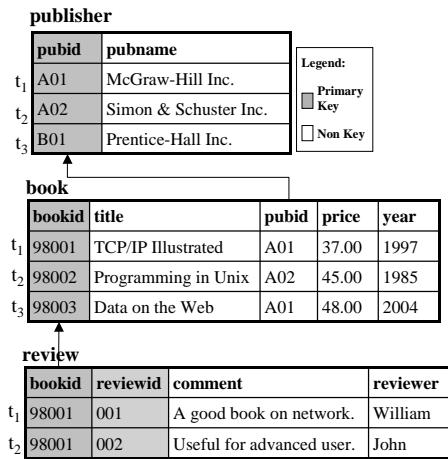 publisher
pubid pubname
t1 A01 McGraw-Hill Inc.
t2 A02 Simon & Schuster Inc.
t3 B01 Prentice-Hall Inc.
Legend:
Primary
Key
Non Key
book
bookid title pubid price year
t1 98001 TCP/IP Illustrated A01 37.00 1997
t2 98002 Programming in Unix A02 45.00 1985
t3 98003 Data on the Web A01 48.00 2004
review
bookid reviewid comment reviewer
t1 98001 001 A good book on network. William
t2 98001 002 Useful for advanced user. John